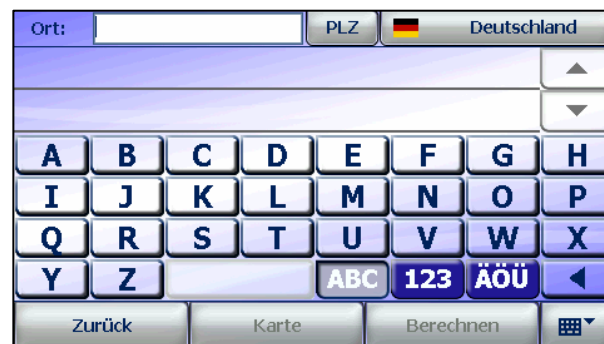 Ort: PLZ Deutschland
A B C D E F G H
I J K L M N O P
Q R S T U V W X
Y Z ABC 123 ÄÖÜ
Zurück Karte Berechnen